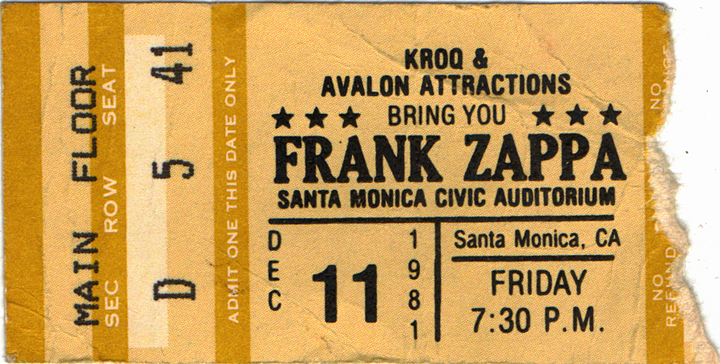 MAIN FLOOR
SEC ROW SEAT
D 5 41
ADMIT ONE THIS DATE ONLY
KROQ &
AVALON ATTRACTIONS
★★★ BRING YOU ★★★
FRANK ZAPPA
SANTA MONICA CIVIC AUDITORIUM
DEC 11 1981
Santa Monica, CA
FRIDAY
7:30 P.M.
NO
REFUND
NO